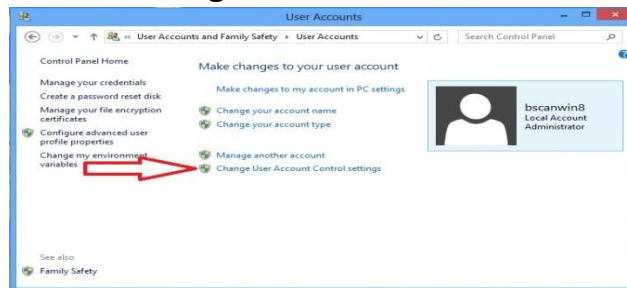 User Accounts
« User Accounts and Family Safety ▸ User Accounts
Search Control Panel
Control Panel Home
Manage your credentials
Create a password reset disk
Manage your file encryption
certificates
Configure advanced user
profile properties
Change my environment
variables
Make changes to your user account
Make changes to my account in PC settings
Change your account name
Change your account type
Manage another account
Change User Account Control settings
bscanwin8
Local Account
Administrator
See also
Family Safety